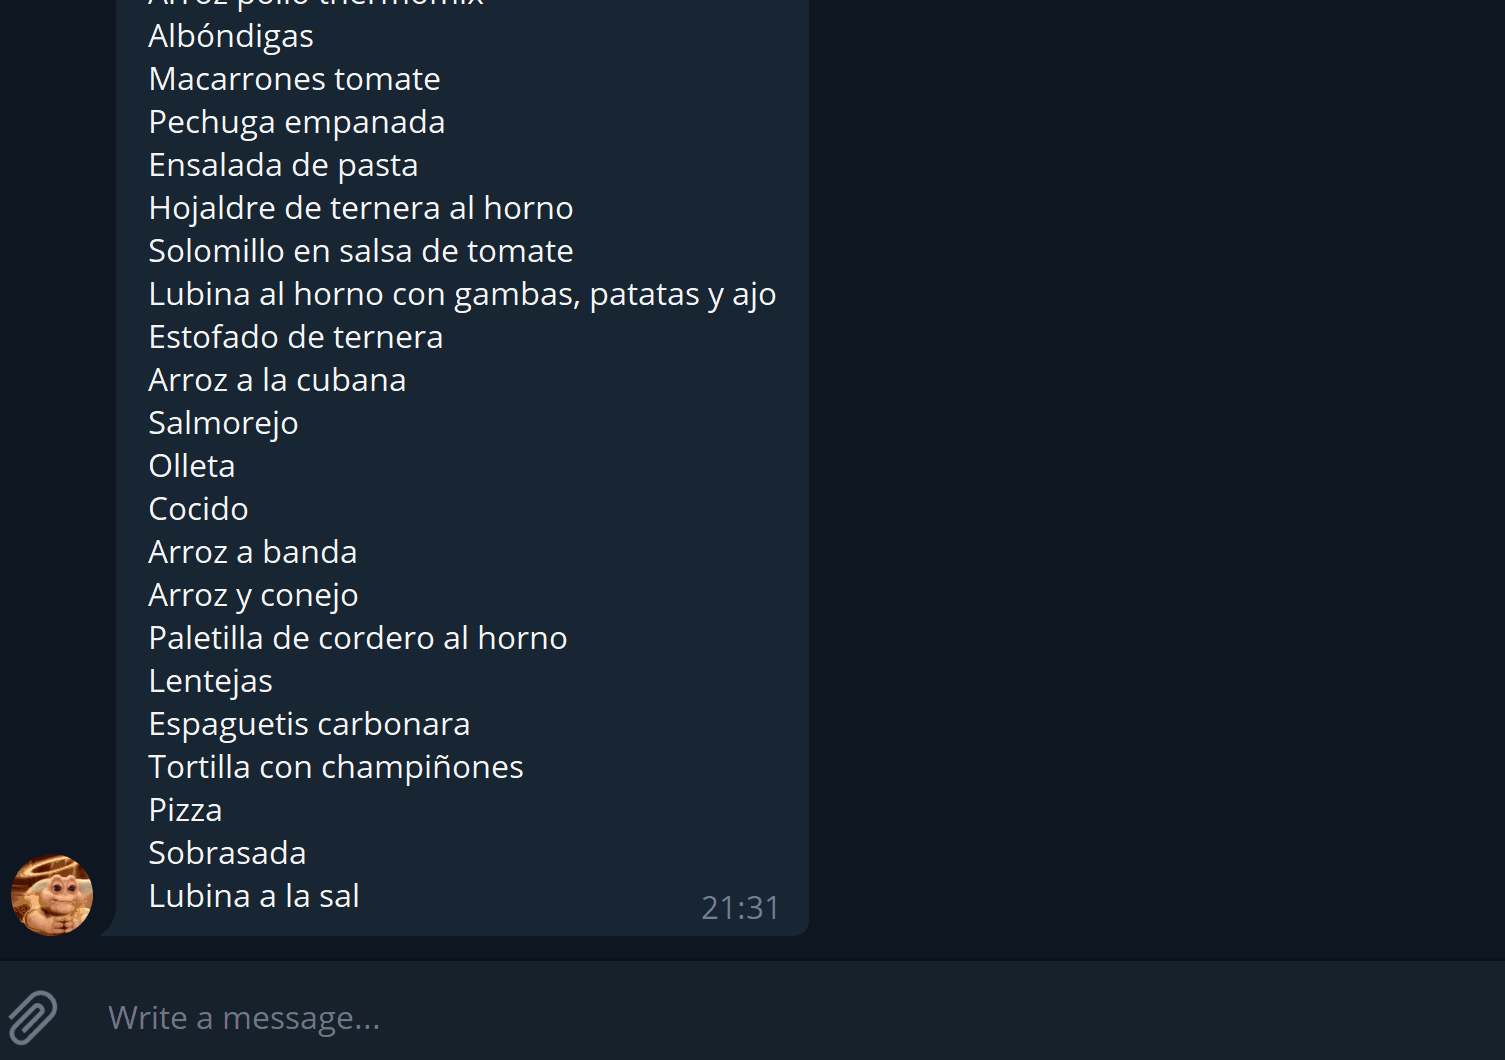 Arroz pollo thermomix
Albóndigas
Macarrones tomate
Pechuga empanada
Ensalada de pasta
Hojaldre de ternera al horno
Solomillo en salsa de tomate
Lubina al horno con gambas, patatas y ajo
Estofado de ternera
Arroz a la cubana
Salmorejo
Olleta
Cocido
Arroz a banda
Arroz y conejo
Paletilla de cordero al horno
Lentejas
Espaguetis carbonara
Tortilla con champiñones
Pizza
Sobrasada
Lubina a la sal
21:31
Write a message...